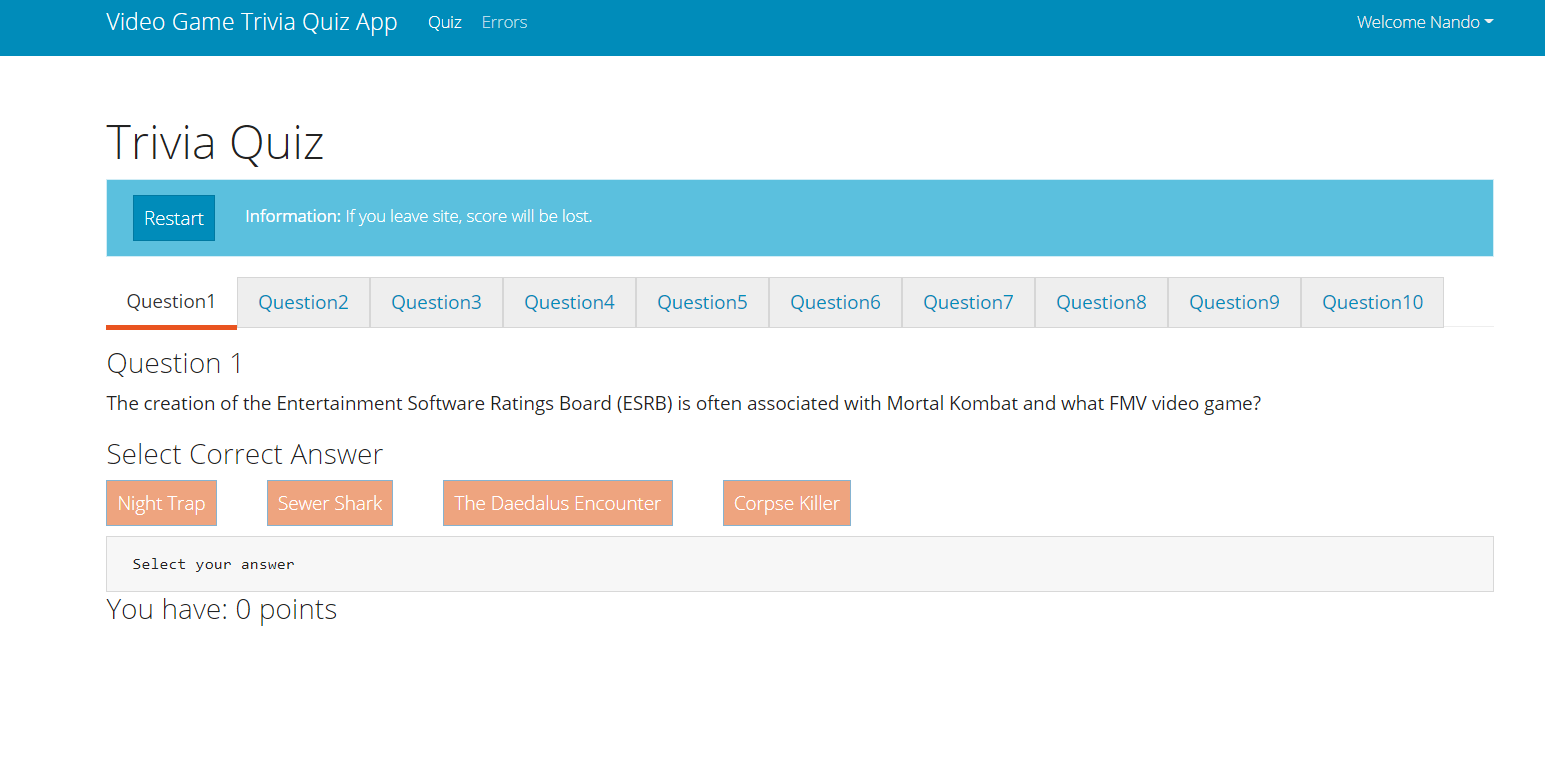 Video Game Trivia Quiz App Quiz Errors Welcome Nando
Trivia Quiz
Restart Information: If you leave site, score will be lost.
Question1 Question2 Question3 Question4 Question5 Question6 Question7 Question8 Question9 Question10
Question 1
The creation of the Entertainment Software Ratings Board (ESRB) is often associated with Mortal Kombat and what FMV video game?
Select Correct Answer
Night Trap Sewer Shark The Daedalus Encounter Corpse Killer
Select your answer
You have: 0 points